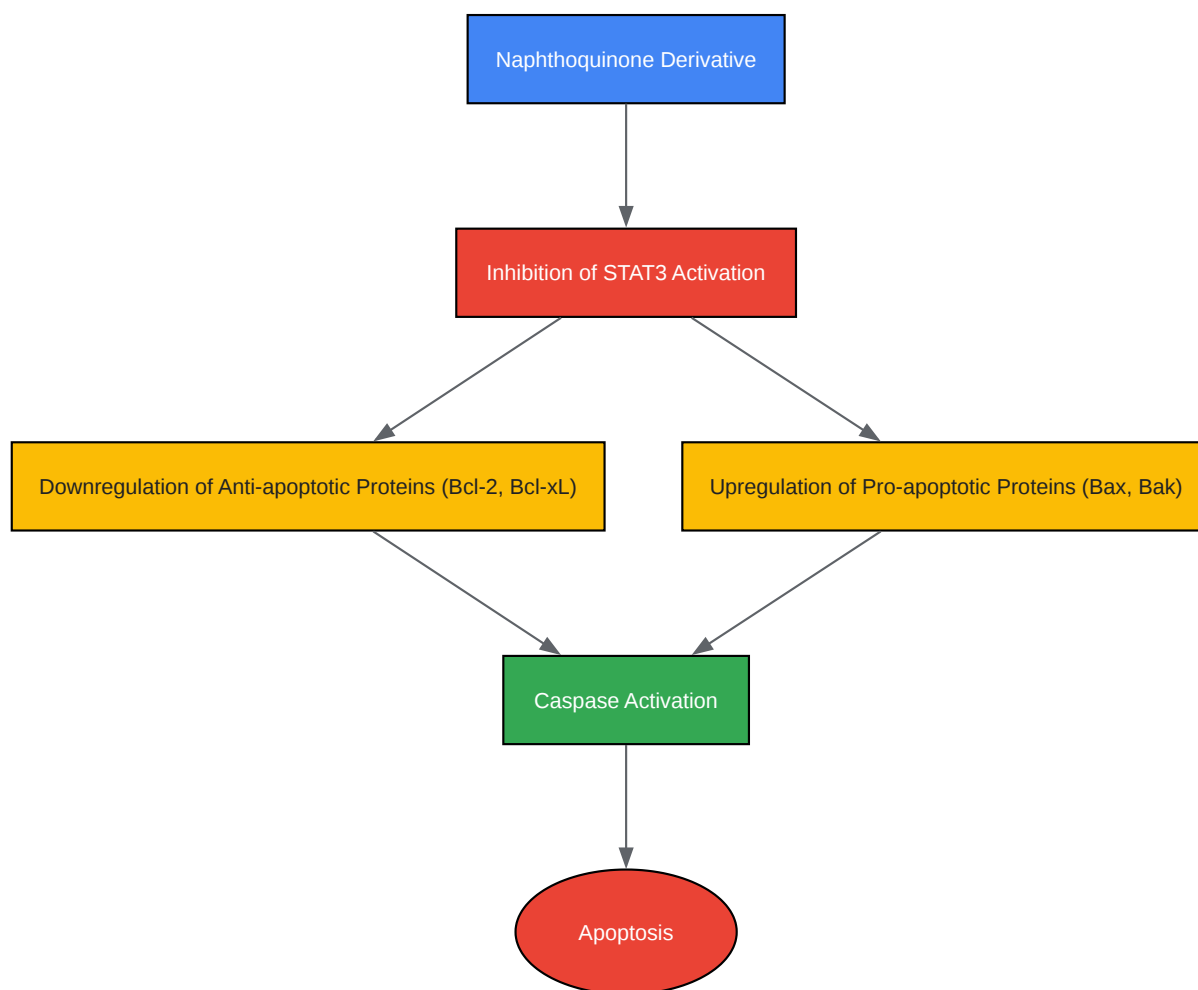 Naphthoquinone Derivative
Inhibition of STAT3 Activation
Downregulation of Anti-apoptotic Proteins (Bcl-2, Bcl-xL)
Upregulation of Pro-apoptotic Proteins (Bax, Bak)
Caspase Activation
Apoptosis